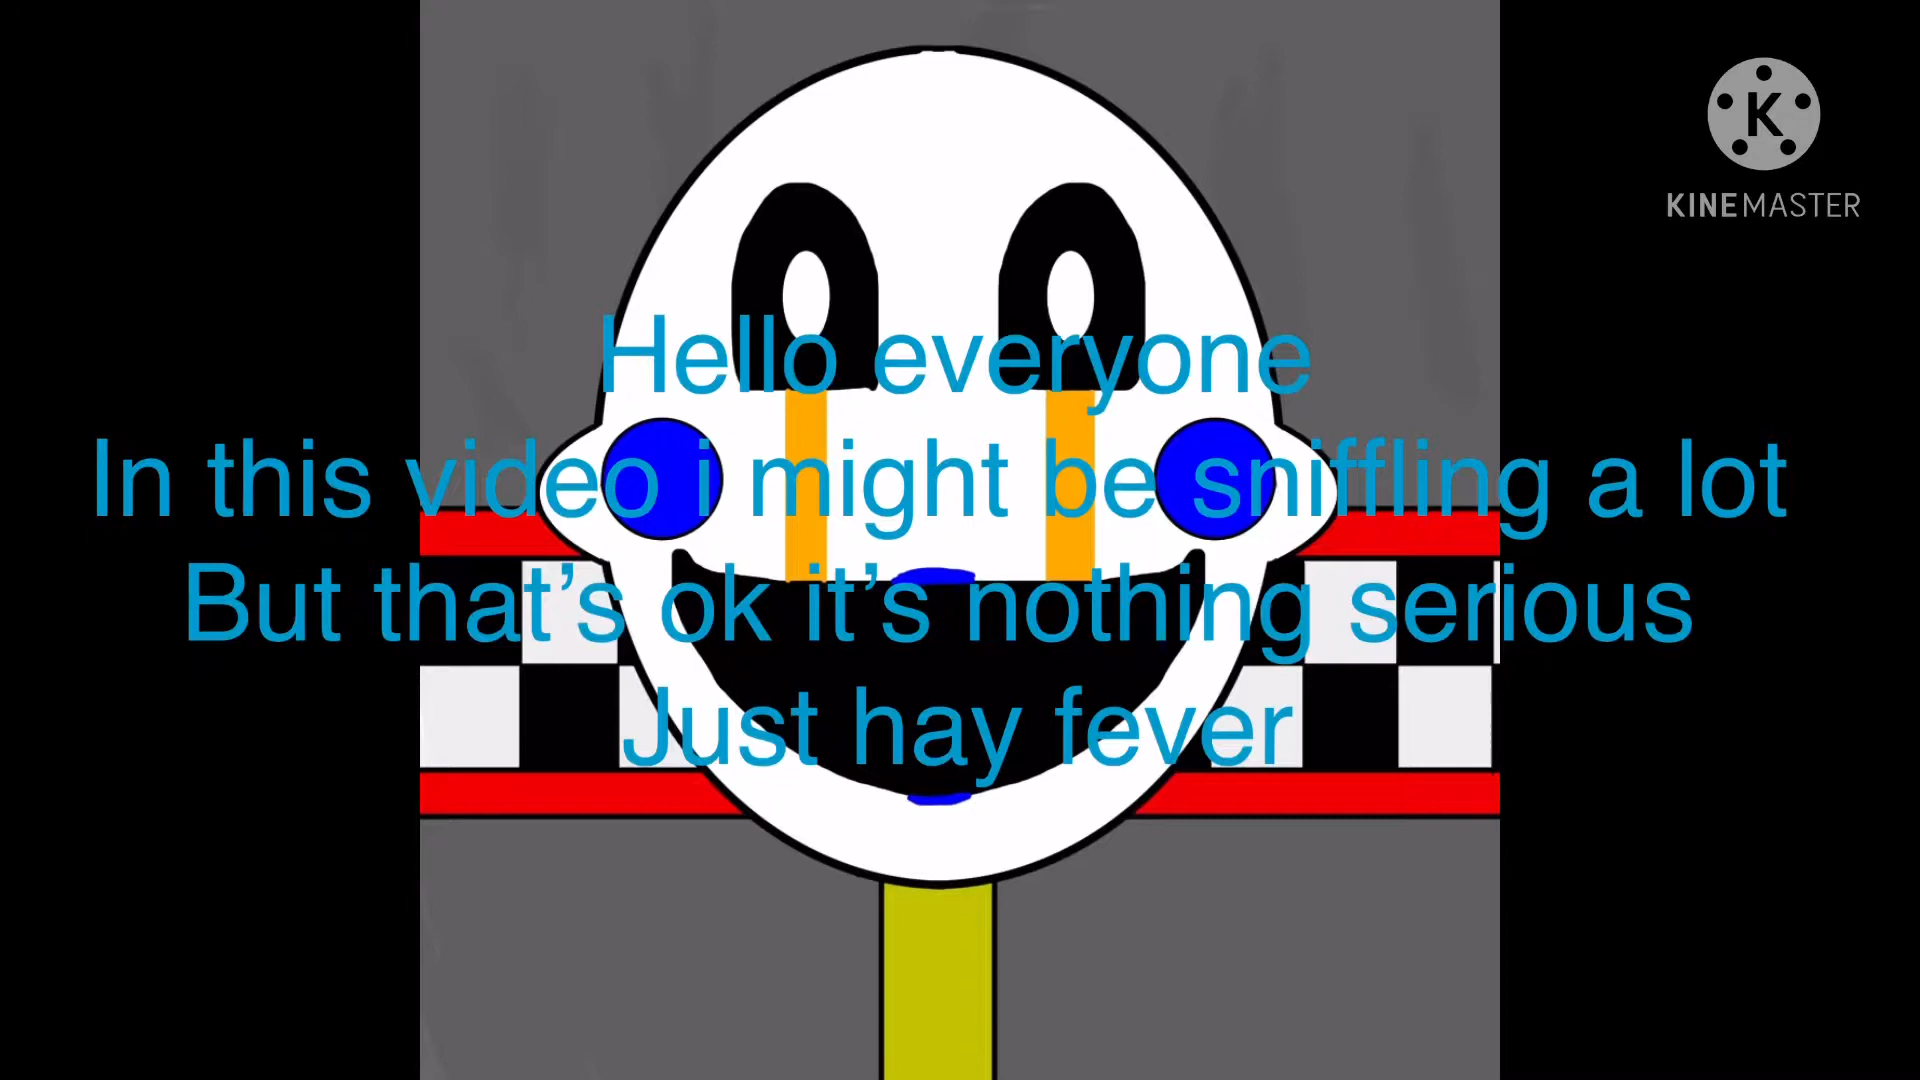 K
KINEMASTER
Hello everyone
In this video i might be sniffling a lot
But that’s ok it’s nothing serious
Just hay fever